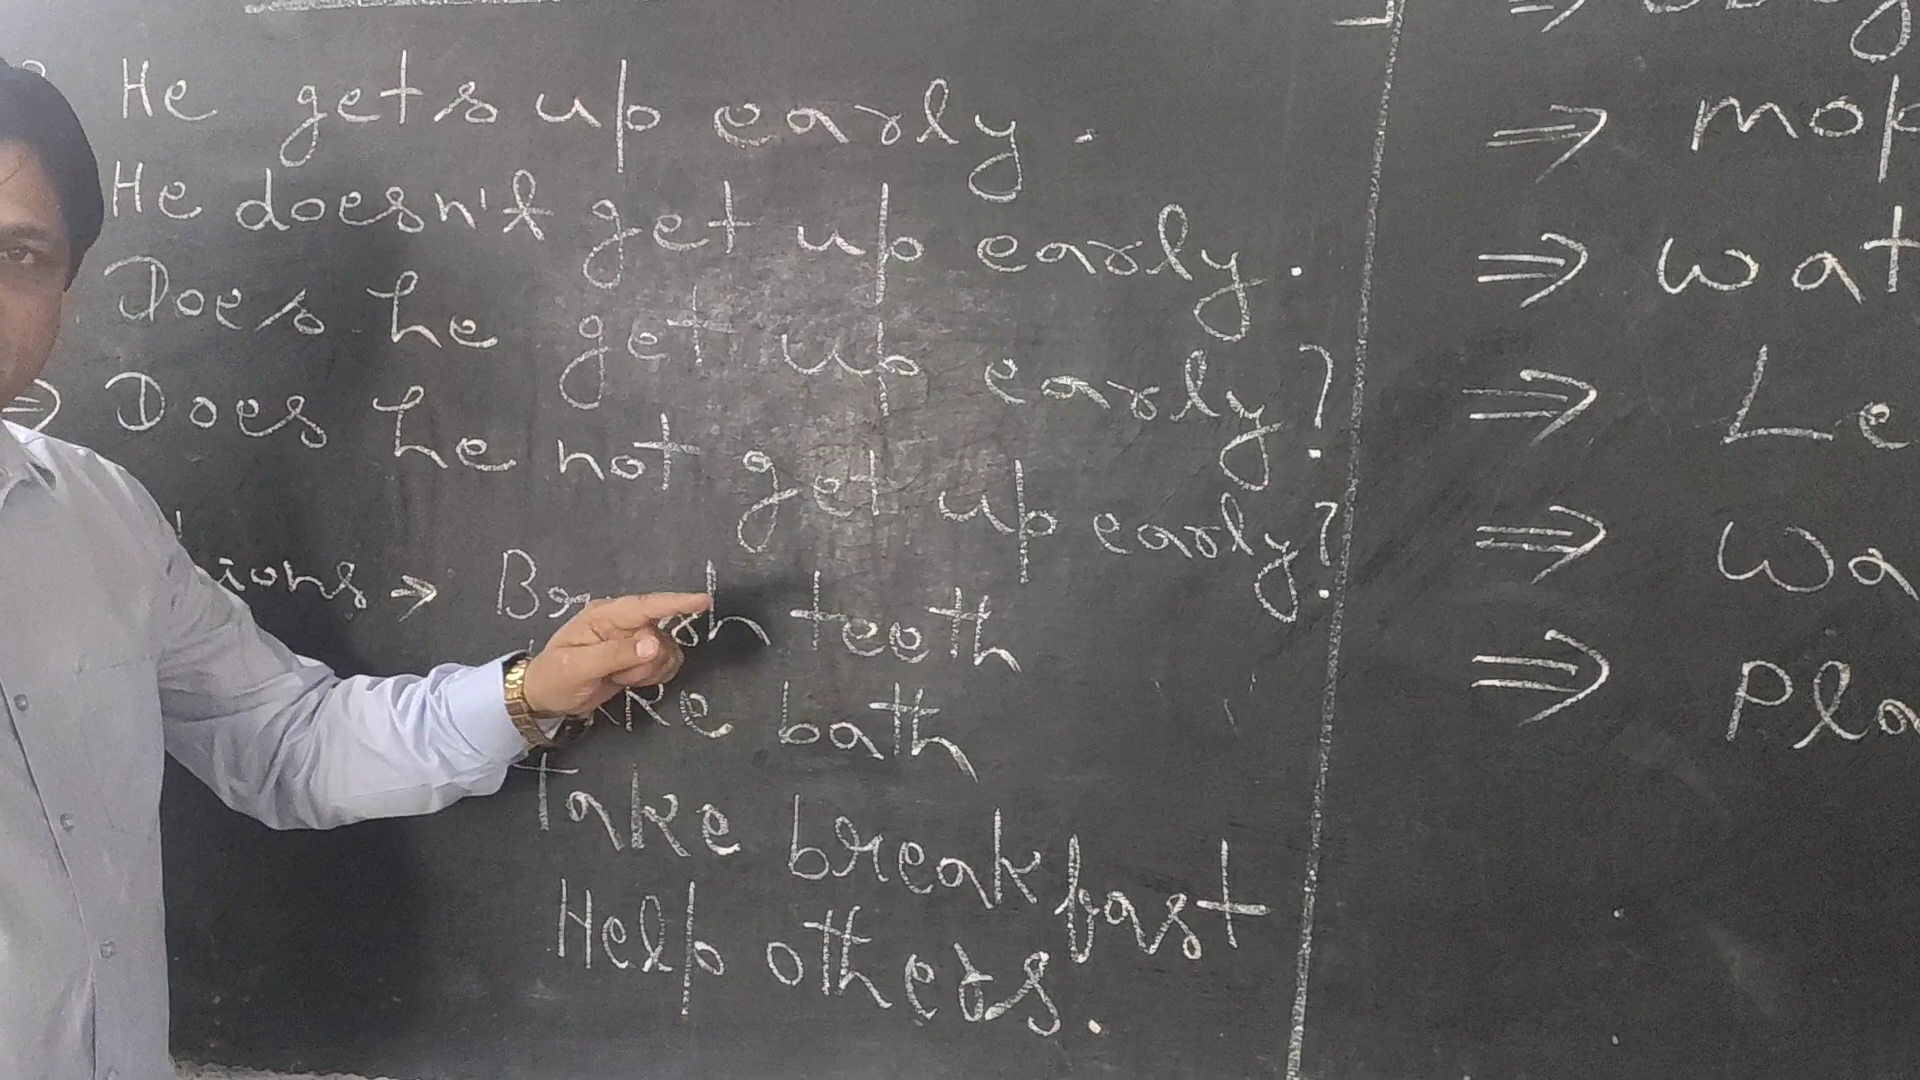 He gets up early.
He doesn't get up early.
Does he get up early?
⇒ Does he not get up early?
→ teeth
bath
Take breakfast
Help others.
⇒
⇒ mop
⇒ wat
⇒ Le
⇒ wa
⇒ Pla